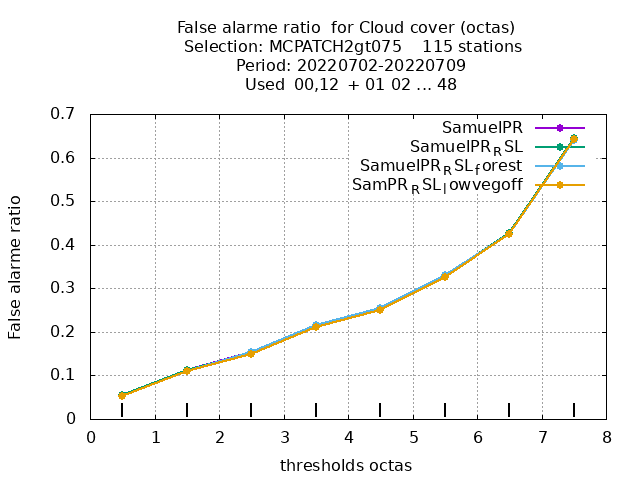 False alarme ratio  for Cloud cover (octas)
Selection: MCPATCH2gt075    115 stations
Period: 20220702-20220709
Used  00,12  + 01 02 ... 48
SamuelPR
SamuelPR_RSL
SamuelPR_RSL_forest
SamPR_RSL_lowvegoff
False alarme ratio
0.7
0.6
0.5
0.4
0.3
0.2
0.1
0
0 1 2 3 4 5 6 7 8
thresholds octas